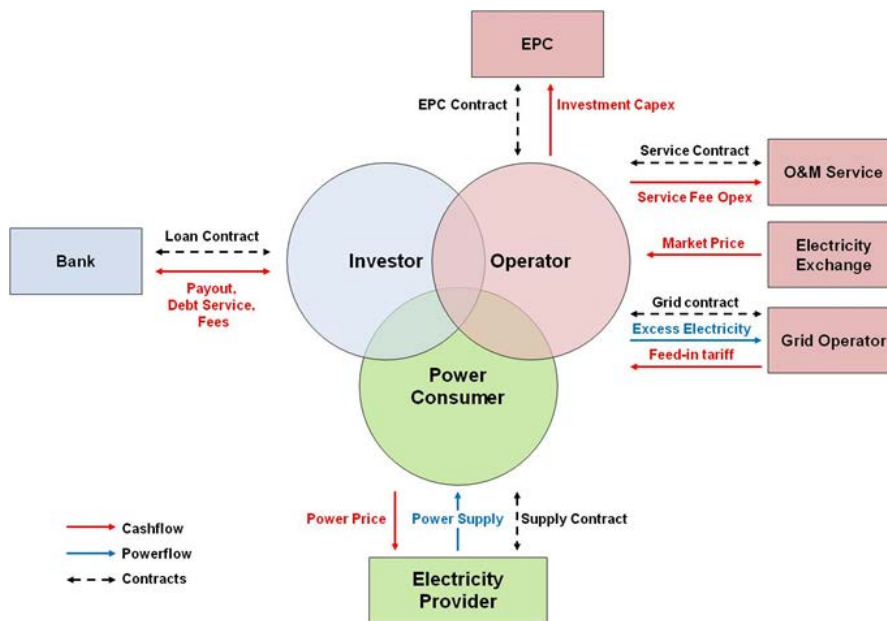 EPC
EPC Contract
Investment Capex
Service Contract
O&M Service
Service Fee Opex
Loan Contract
Bank
Payout,
Debt Service,
Fees
Investor
Operator
Market Price
Electricity
Exchange
Grid contract
Excess Electricity
Grid Operator
Feed-in tariff
Power
Consumer
Power Price
Power Supply
Supply Contract
Cashflow
Powerflow
Contracts
Electricity
Provider